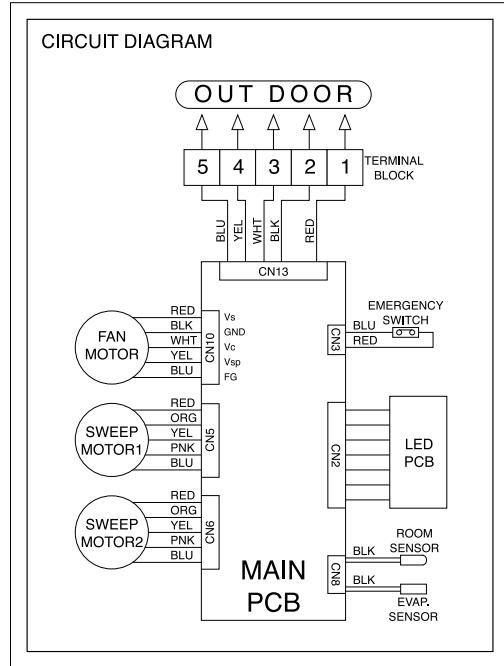 CIRCUIT DIAGRAM
OUT DOOR
5 4 3 2 1
TERMINAL
BLOCK
BLU
YEL
WHT
BLK
RED
CN13
FAN
MOTOR
RED
BLK
WHT
YEL
BLU
CN10
Vs
GND
Vc
Vsp
FG
EMERGENCY
SWITCH
BLU
RED
CN3
SWEEP
MOTOR1
RED
ORG
YEL
PNK
BLU
CN5
CN2
LED
PCB
SWEEP
MOTOR2
RED
ORG
YEL
PNK
BLU
CN6
MAIN
PCB
CN8
BLK
ROOM
SENSOR
BLK
EVAP.
SENSOR